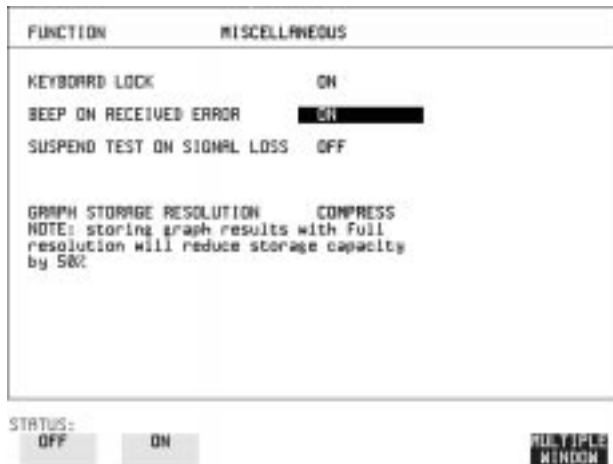 FUNCTION MISCELLANEOUS
KEYBOARD LOCK ON
BEEP ON RECEIVED ERROR ON
SUSPEND TEST ON SIGNAL LOSS OFF
GRAPH STORAGE RESOLUTION COMPRESS
NOTE: storing graph results with Full
resolution will reduce storage capacity
by 50%
STATUS:
OFF ON MULTIPLE
WINDOW